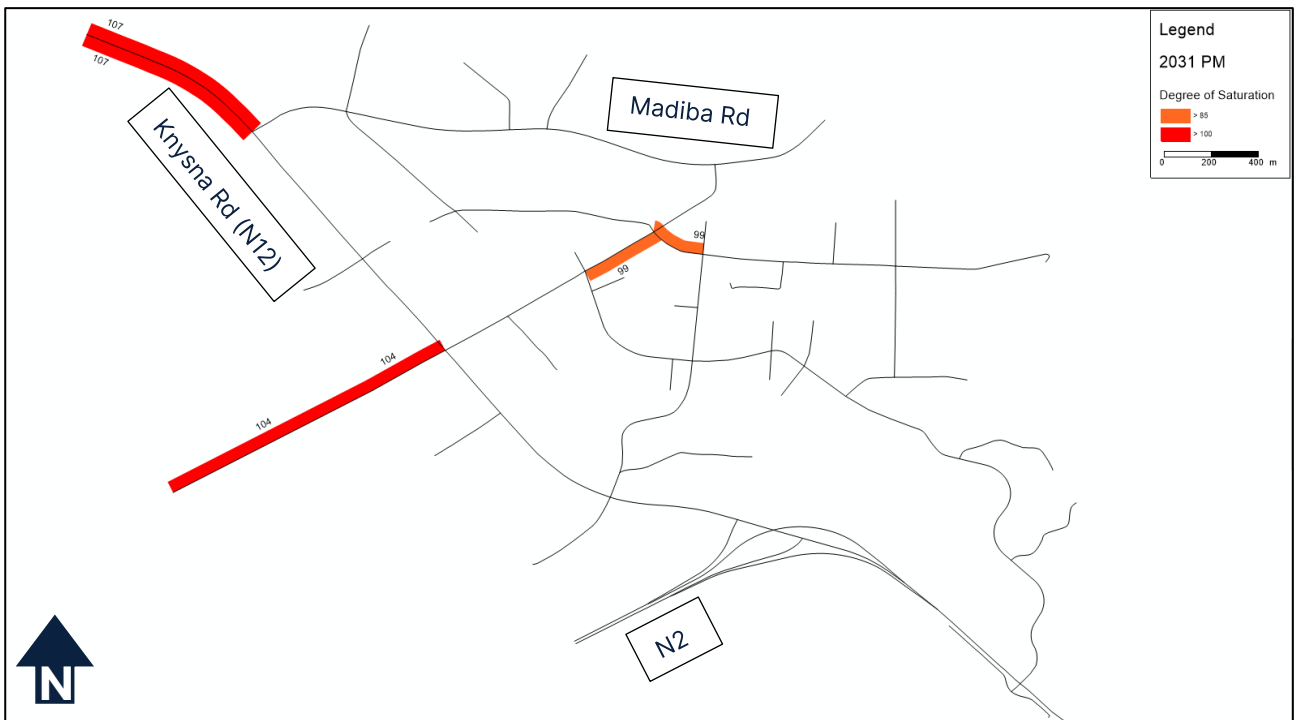 107
107
Knysna Rd (N12)
Madiba Rd
Legend
2031 PM
Degree of Saturation
> 85
> 100
0 200 400 m
99
99
104
104
N2
N